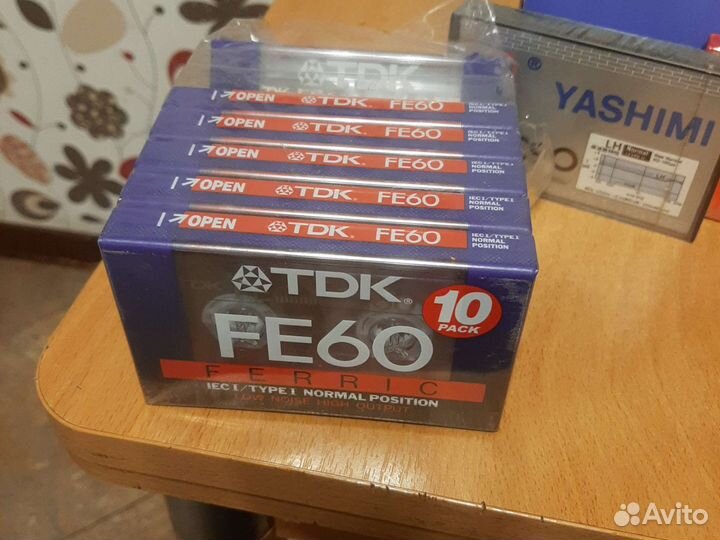 TDK
OPEN TDK FE60 IEC I/TYPE I NORMAL POSITION
OPEN TDK FE60 IEC I/TYPE I NORMAL POSITION
OPEN TDK FE60 IEC I/TYPE I NORMAL POSITION
OPEN TDK. FE60 IEC I/TYPE I NORMAL POSITION
OPEN TDK. FE60 IEC I/TYPE I NORMAL POSITION
TDK®
10 PACK
FE60
FERRIC
IEC I/TYPE I NORMAL POSITION
LOW NOISE HIGH OUTPUT
® YASHIMI
LH Normal
LH
Avito